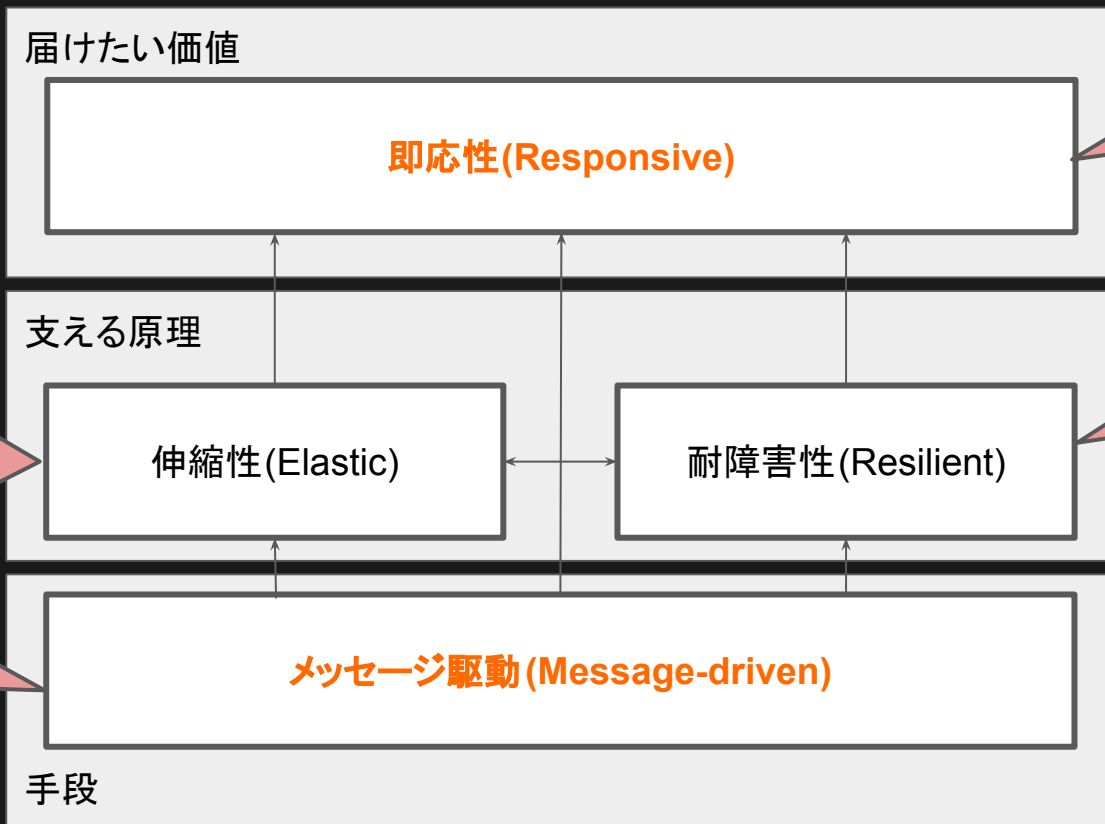 届けたい価値
即応性(Responsive)
支える原理
伸縮性(Elastic)
耐障害性(Resilient)
メッセージ駆動(Message-driven)
手段